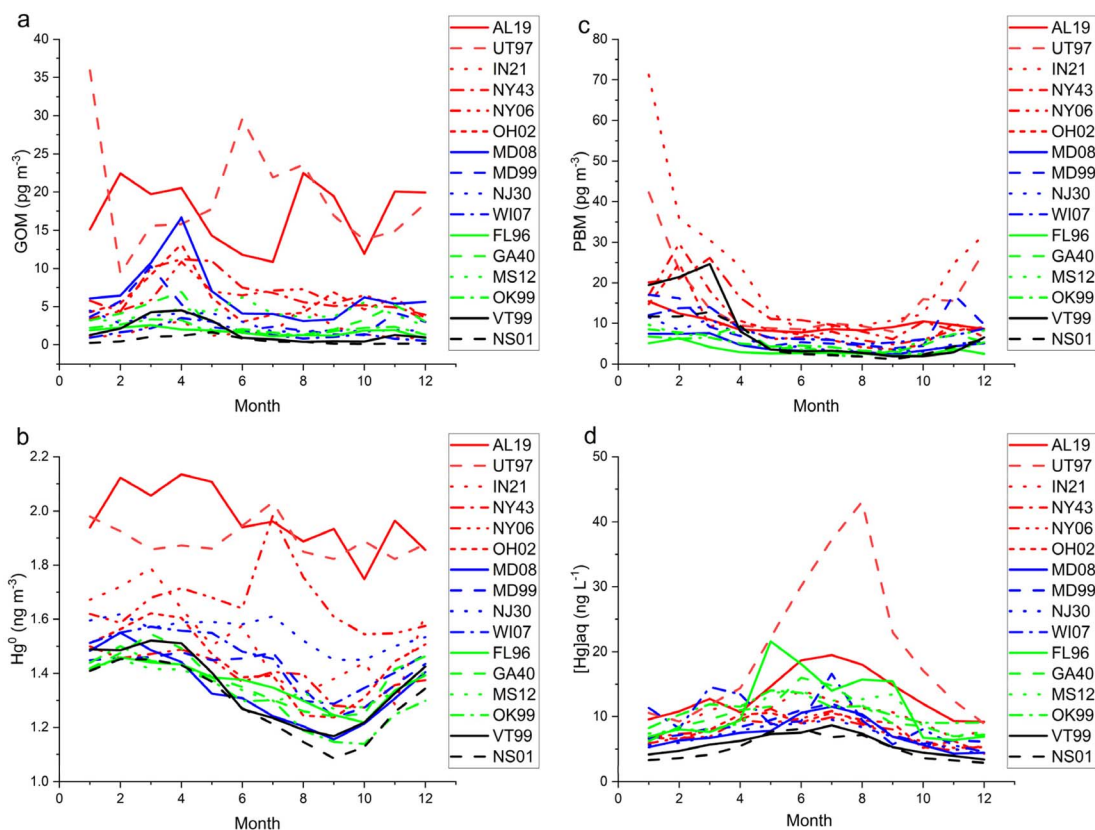 a
GOM (pg m-3)
40
35
30
25
20
15
10
5
0
0 2 4 6 8 10 12
Month
AL19
UT97
IN21
NY43
NY06
OH02
MD08
MD99
NJ30
WI07
FL96
GA40
MS12
OK99
VT99
NS01
c
PBM (pg m-3)
80
70
60
50
40
30
20
10
0
0 2 4 6 8 10 12
Month
AL19
UT97
IN21
NY43
NY06
OH02
MD08
MD99
NJ30
WI07
FL96
GA40
MS12
OK99
VT99
NS01
b
Hg0 (ng m-3)
2.2
2.0
1.8
1.6
1.4
1.2
1.0
0 2 4 6 8 10 12
Month
AL19
UT97
IN21
NY43
NY06
OH02
MD08
MD99
NJ30
WI07
FL96
GA40
MS12
OK99
VT99
NS01
d
[Hg]aq (ng L-1)
50
40
30
20
10
0
0 2 4 6 8 10 12
Month
AL19
UT97
IN21
NY43
NY06
OH02
MD08
MD99
NJ30
WI07
FL96
GA40
MS12
OK99
VT99
NS01